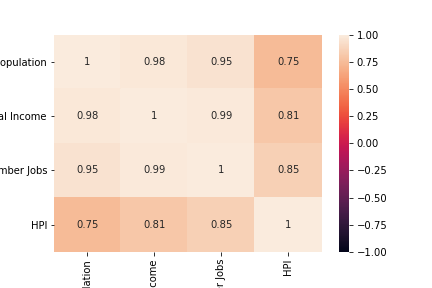 opulation 1 0.98 0.95 0.75
al Income 0.98 1 0.99 0.81
mber Jobs 0.95 0.99 1 0.85
HPI 0.75 0.81 0.85 1
lation
come
r Jobs
HPI
1.00
0.75
0.50
0.25
0.00
−0.25
−0.50
−0.75
−1.00